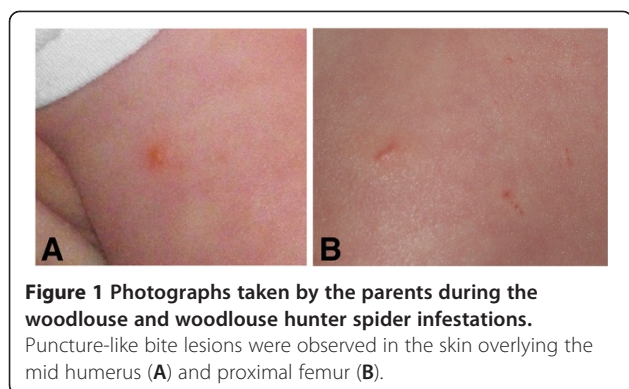 A
B
Figure 1 Photographs taken by the parents during the
woodlouse and woodlouse hunter spider infestations.
Puncture-like bite lesions were observed in the skin overlying the
mid humerus (A) and proximal femur (B).